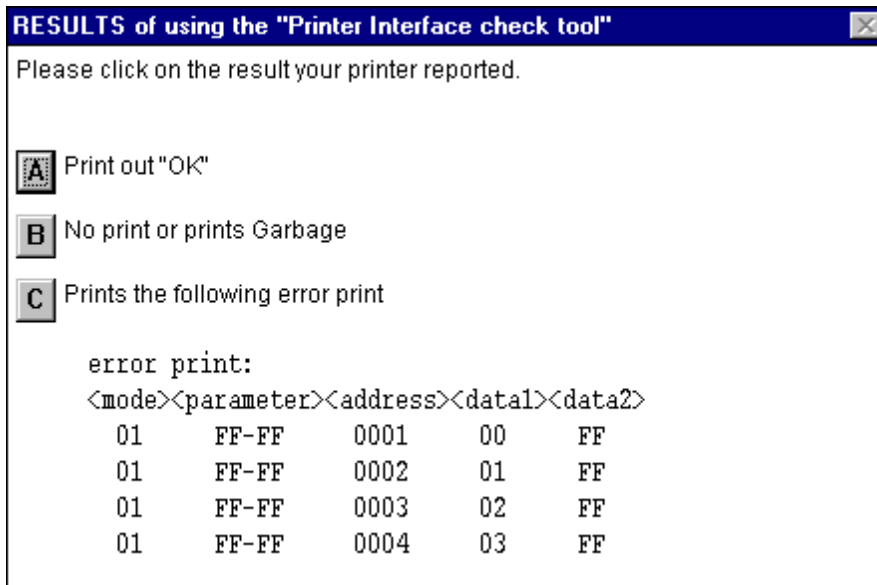 RESULTS of using the "Printer Interface check tool"
Please click on the result your printer reported.
A Print out "OK"
B No print or prints Garbage
C Prints the following error print
error print:
<mode><parameter><address><data1><data2>
01 FF-FF 0001 00 FF
01 FF-FF 0002 01 FF
01 FF-FF 0003 02 FF
01 FF-FF 0004 03 FF